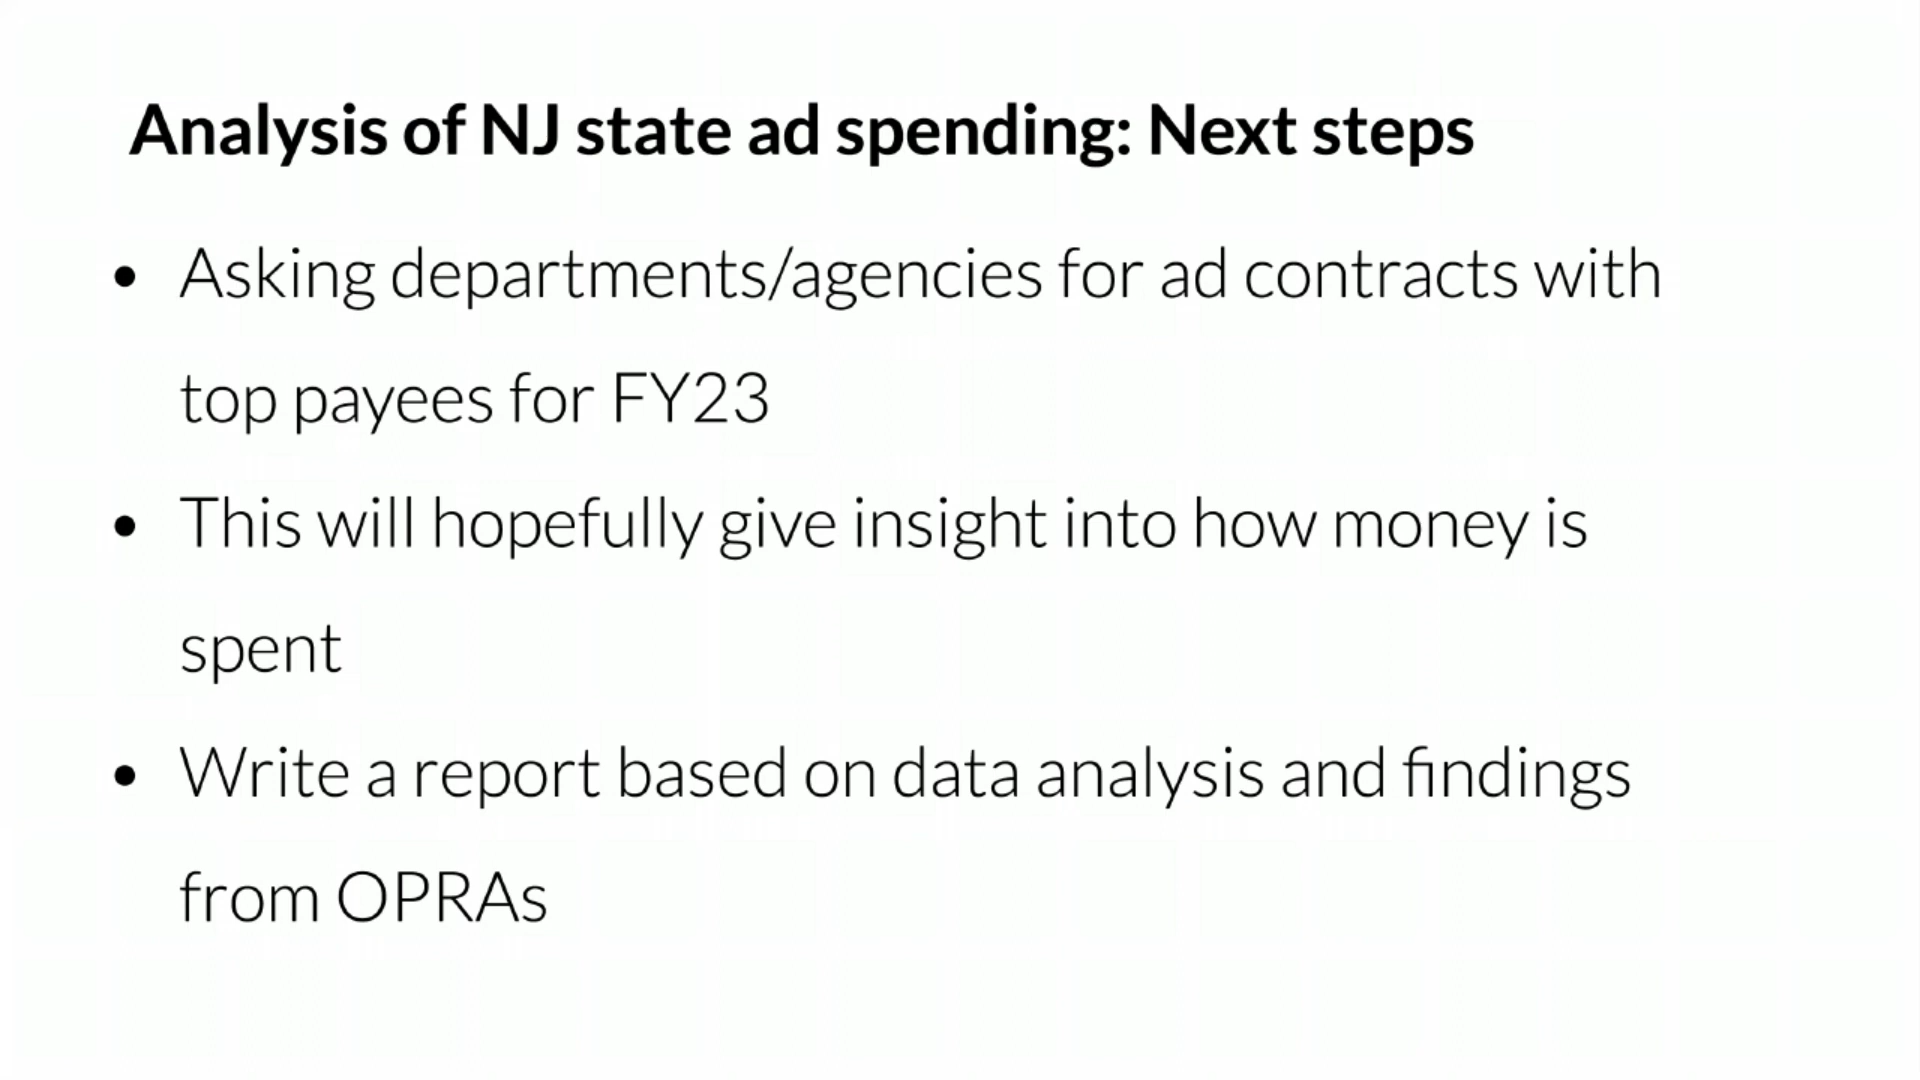 Analysis of NJ state ad spending: Next steps
• Asking departments/agencies for ad contracts with
top payees for FY23
• This will hopefully give insight into how money is
spent
• Write a report based on data analysis and findings
from OPRAs